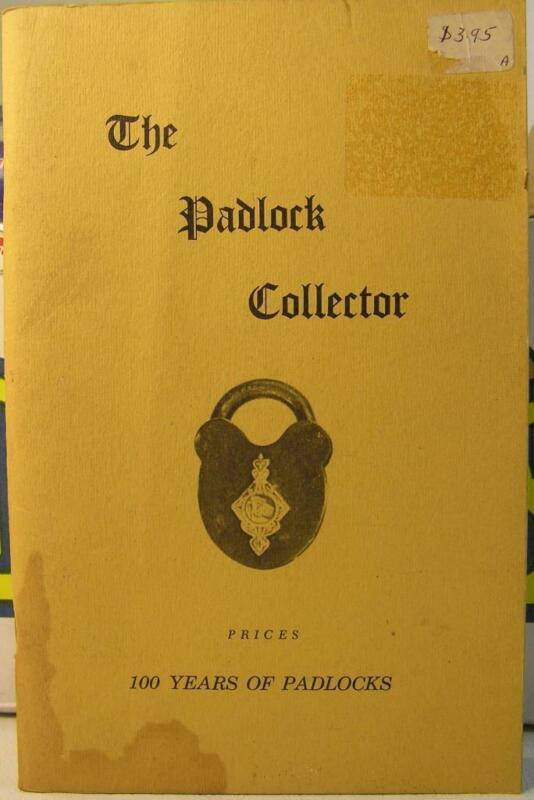 $3.95
A
The
Padlock
Collector
PRICES
100 YEARS OF PADLOCKS